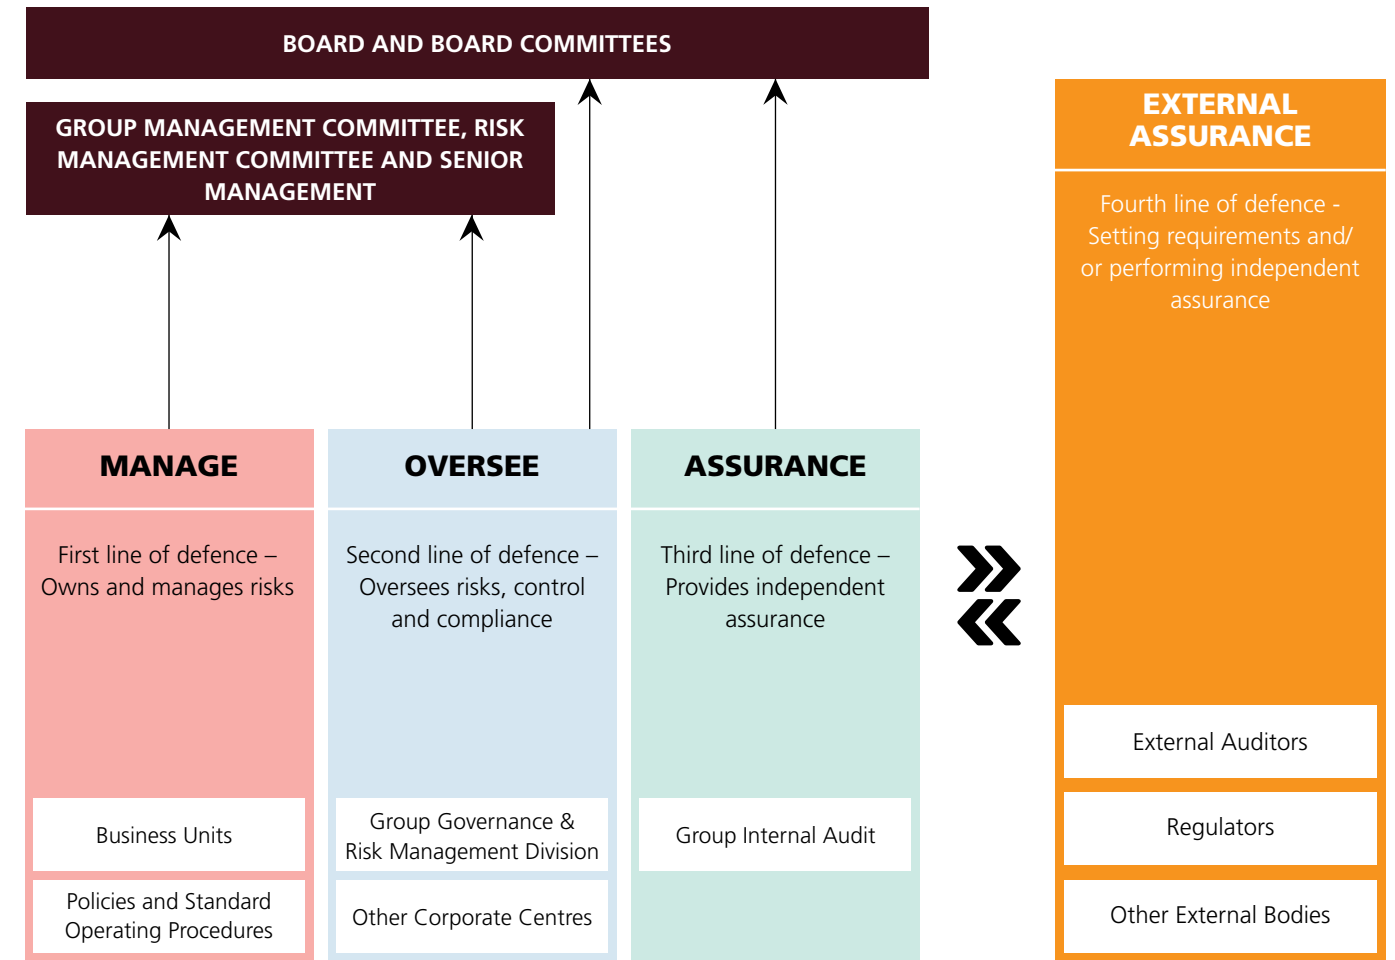 BOARD AND BOARD COMMITTEES
GROUP MANAGEMENT COMMITTEE, RISK
MANAGEMENT COMMITTEE AND SENIOR
MANAGEMENT
MANAGE
First line of defence –
Owns and manages risks
Business Units
Policies and Standard
Operating Procedures
OVERSEE
Second line of defence –
Oversees risks, control
and compliance
Group Governance &
Risk Management Division
Other Corporate Centres
ASSURANCE
Third line of defence –
Provides independent
assurance
Group Internal Audit
EXTERNAL
ASSURANCE
Fourth line of defence -
Setting requirements and/
or performing independent
assurance
External Auditors
Regulators
Other External Bodies